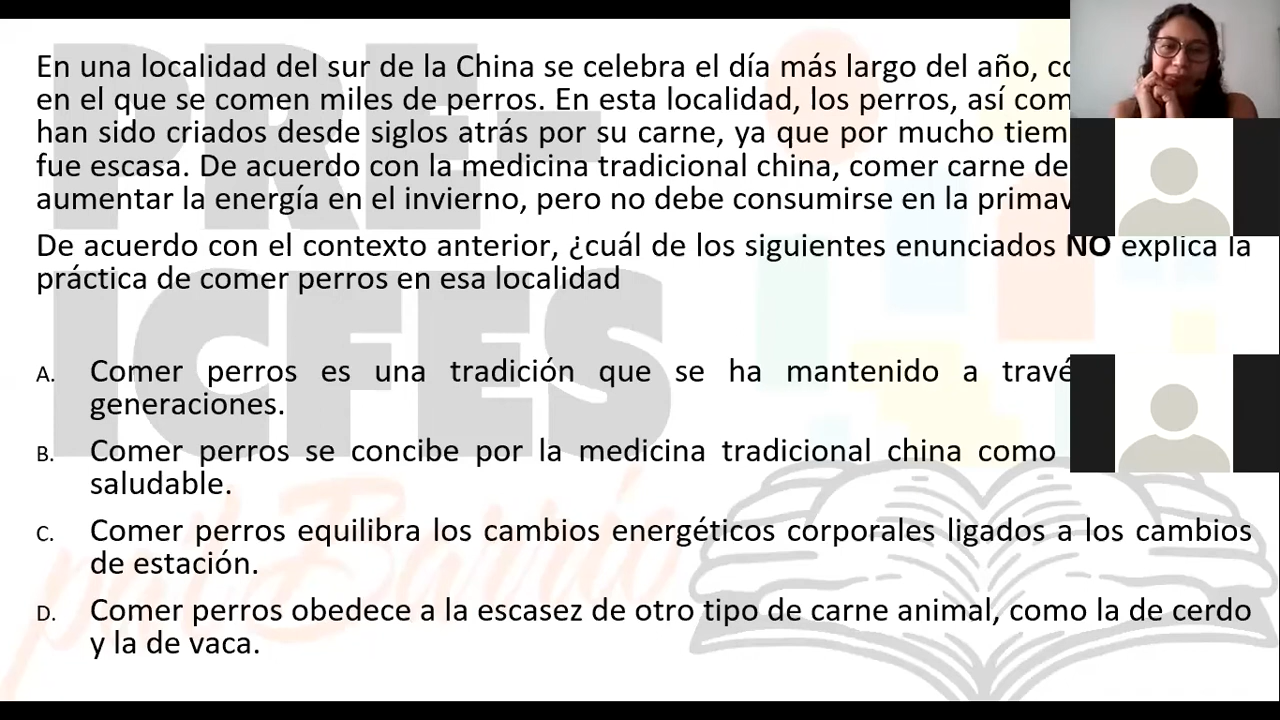 En una localidad del sur de la China se celebra el día más largo del año,
en el que se comen miles de perros. En esta localidad, los perros, así
han sido criados desde siglos atrás por su carne, ya que por mucho
fue escasa. De acuerdo con la medicina tradicional china, comer carne de
aumentar la energía en el invierno, pero no debe consumirse en la
De acuerdo con el contexto anterior, ¿cuál de los siguientes enunciados NO explica la
práctica de comer perros en esa localidad
A. Comer perros es una tradición que se ha mantenido a
generaciones.
B. Comer perros se concibe por la medicina tradicional china como
saludable.
C. Comer perros equilibra los cambios energéticos corporales ligados a los cambios
de estación.
D. Comer perros obedece a la escasez de otro tipo de carne animal, como la de cerdo
y la de vaca.
PRE-
ICFES